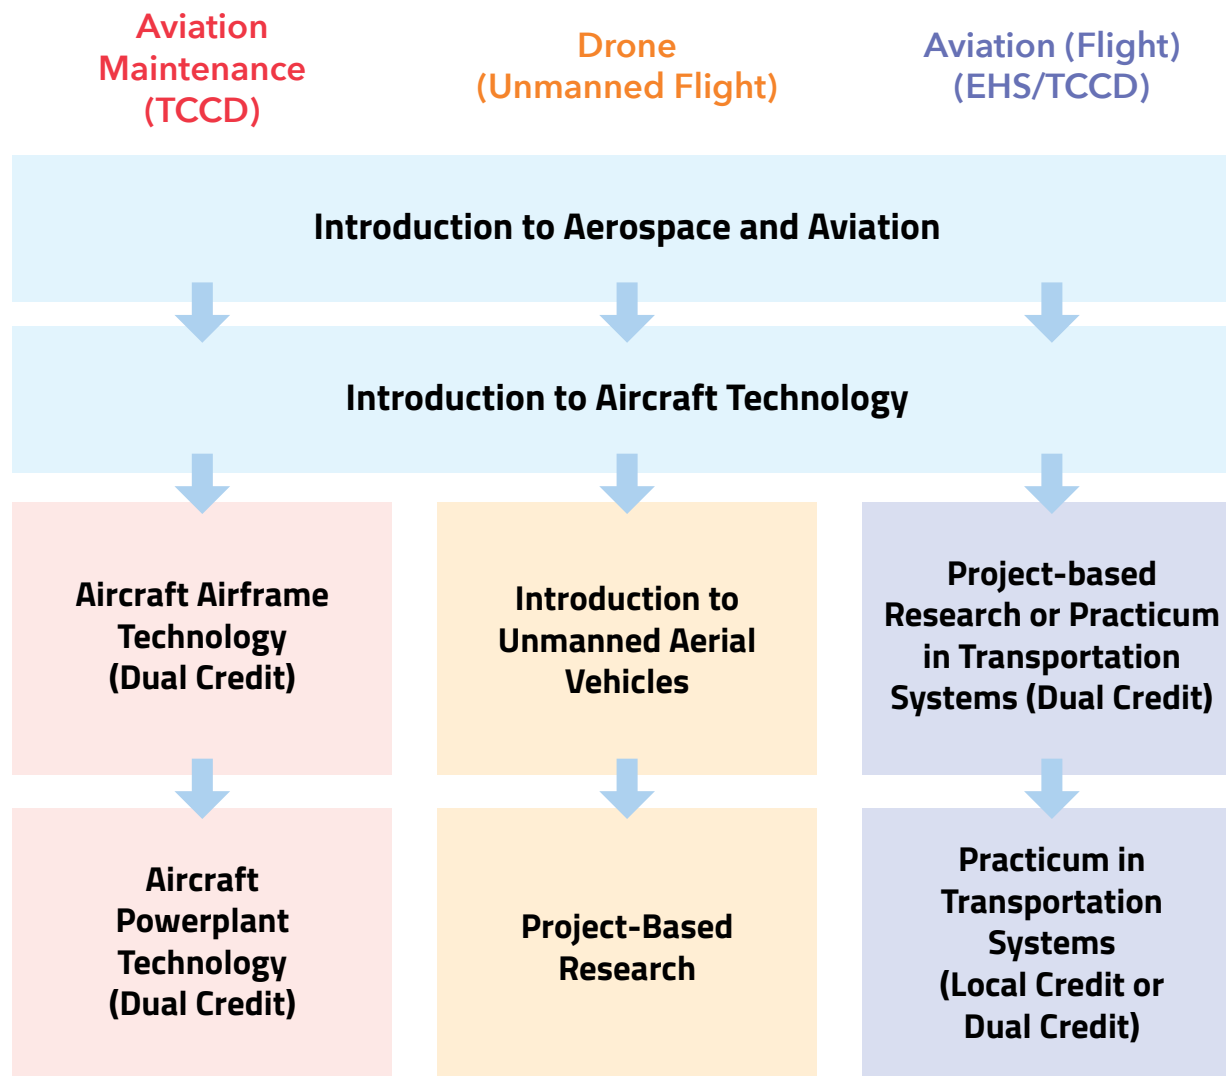 Aviation
Maintenance
(TCCD)
Drone
(Unmanned Flight)
Aviation (Flight)
(EHS/TCCD)
Introduction to Aerospace and Aviation
Introduction to Aircraft Technology
Aircraft Airframe
Technology
(Dual Credit)
Introduction to
Unmanned Aerial
Vehicles
Project-based
Research or Practicum
in Transportation
Systems (Dual Credit)
Aircraft
Powerplant
Technology
(Dual Credit)
Project-Based
Research
Practicum in
Transportation
Systems
(Local Credit or
Dual Credit)